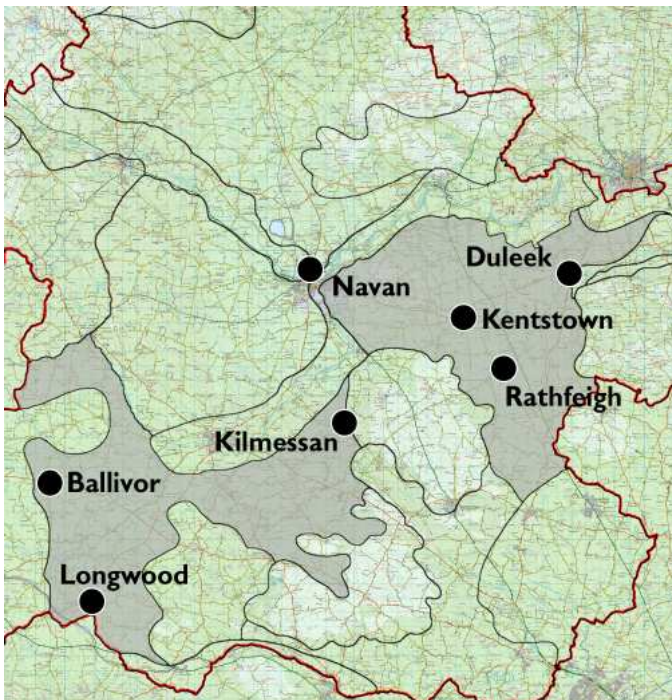 Duleek
Navan
Kentstown
Rathfeigh
Kilmessan
Ballivor
Longwood